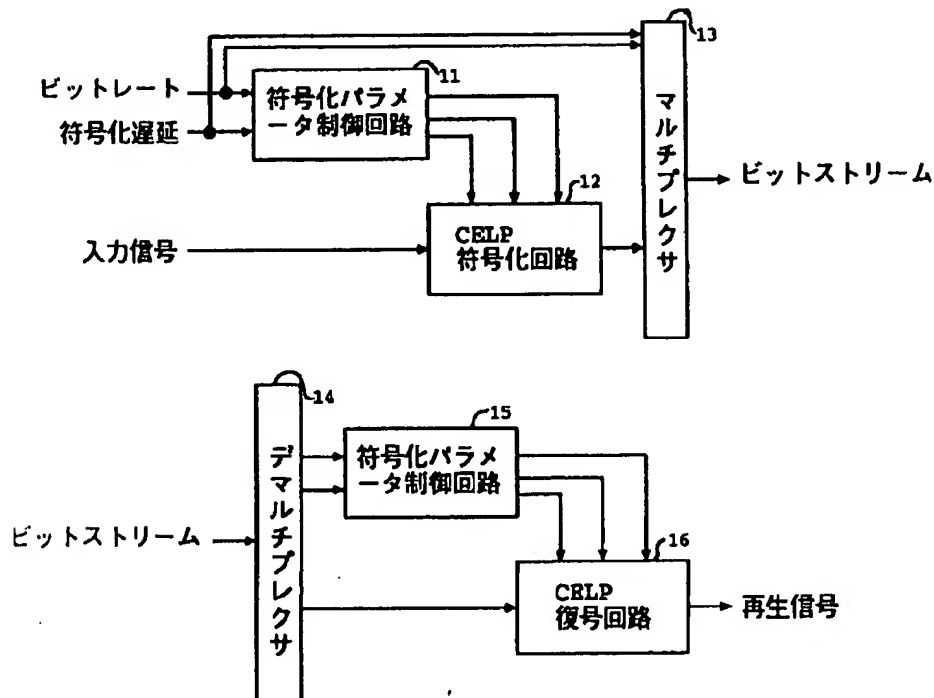 13
11
ビットレート
符号化パラメ
ータ制御回路
符号化遅延
マルチプレクサ
ビットストリーム
12
CELP
符号化回路
入力信号
14
15
符号化パラメ
ータ制御回路
デマルチプレクサ
ビットストリーム
16
CELP
復号回路
再生信号